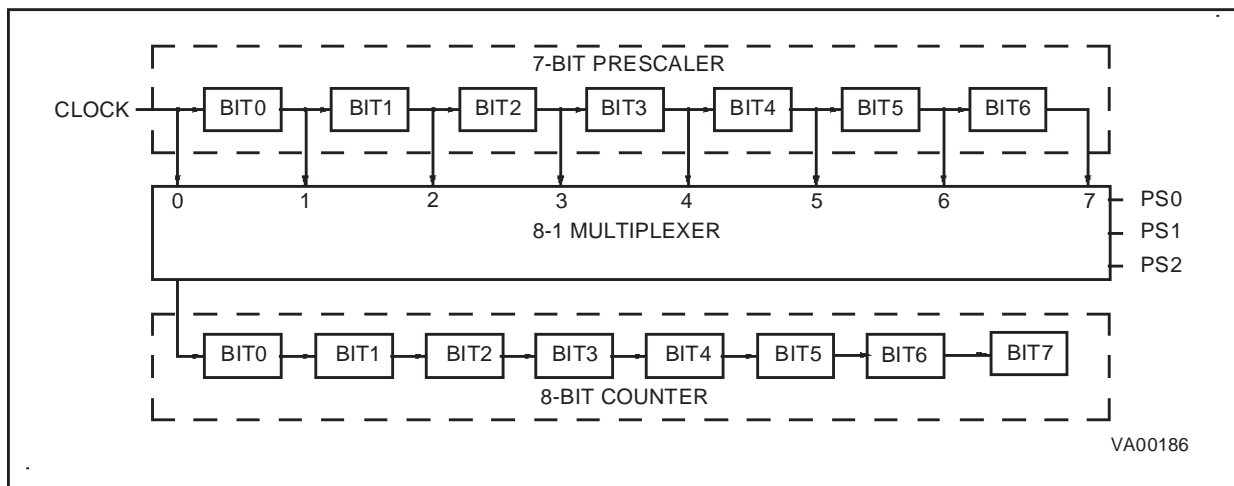 7-BIT PRESCALER
CLOCK BIT0 BIT1 BIT2 BIT3 BIT4 BIT5 BIT6
0 1 2 3 4 5 6 7
8-1 MULTIPLEXER
PS0
PS1
PS2
BIT0 BIT1 BIT2 BIT3 BIT4 BIT5 BIT6 BIT7
8-BIT COUNTER
VA00186